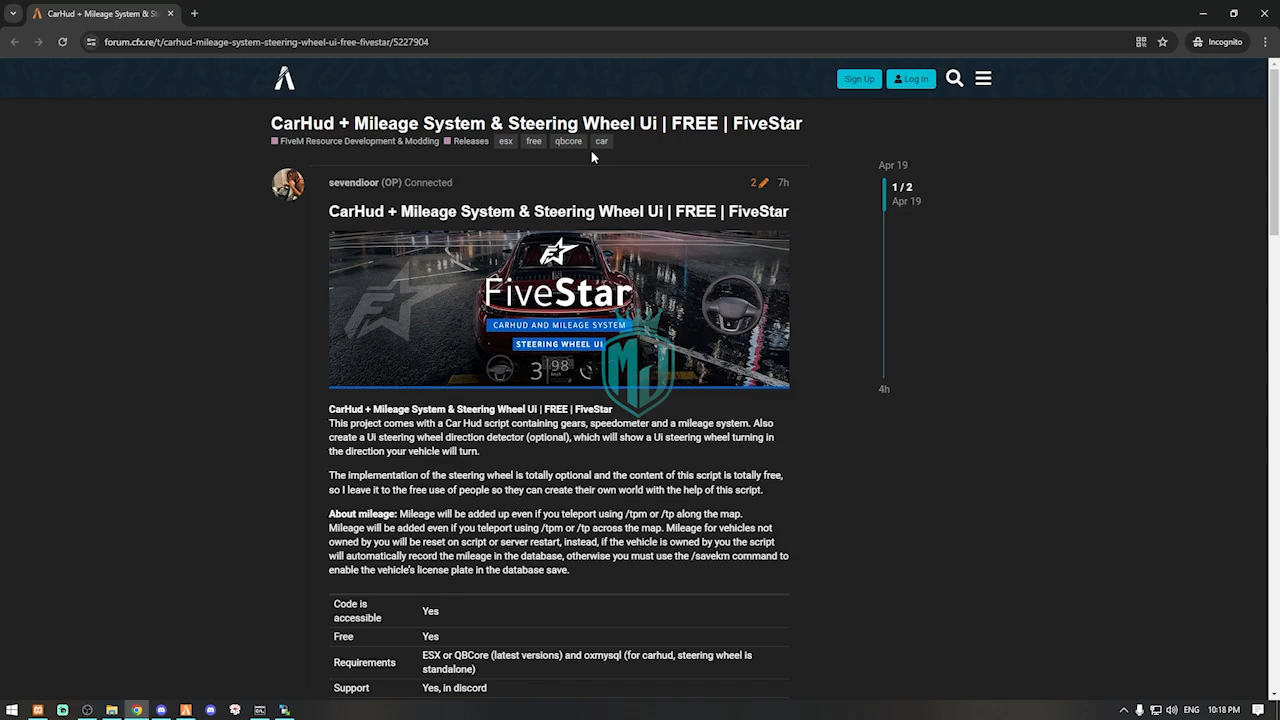 CarHud + Mileage System & S
forum.cfx.re/t/carhud-mileage-system-steering-wheel-ui-free-fivestar/5227904
Incognito
Sign Up
Log In
CarHud + Mileage System & Steering Wheel Ui | FREE | FiveStar
FiveM Resource Development & Modding Releases esx free qbcore car
Apr 19
1 / 2
Apr 19
4h
sevendioor (OP) Connected
2 7h
CarHud + Mileage System & Steering Wheel Ui | FREE | FiveStar
FiveStar
CARHUD AND MILEAGE SYSTEM
STEERING WHEEL UI
3 98
MJ
CarHud + Mileage System & Steering Wheel Ui | FREE | FiveStar
This project comes with a Car Hud script containing gears, speedometer and a mileage system. Also
create a Ui steering wheel direction detector (optional), which will show a Ui steering wheel turning in
the direction your vehicle will turn.
The implementation of the steering wheel is totally optional and the content of this script is totally free,
so I leave it to the free use of people so they can create their own world with the help of this script.
About mileage: Mileage will be added up even if you teleport using /tpm or /tp along the map.
Mileage will be added even if you teleport using /tpm or /tp across the map. Mileage for vehicles not
owned by you will be reset on script or server restart, instead, if the vehicle is owned by you the script
will automatically record the mileage in the database, otherwise you must use the /savekm command to
enable the vehicle's license plate in the database save.
Code is
accessible
Yes
Free
Yes
Requirements
ESX or QBCore (latest versions) and oxmysql (for carhud, steering wheel is
standalone)
Support
Yes, in discord
ENG
10:18 PM